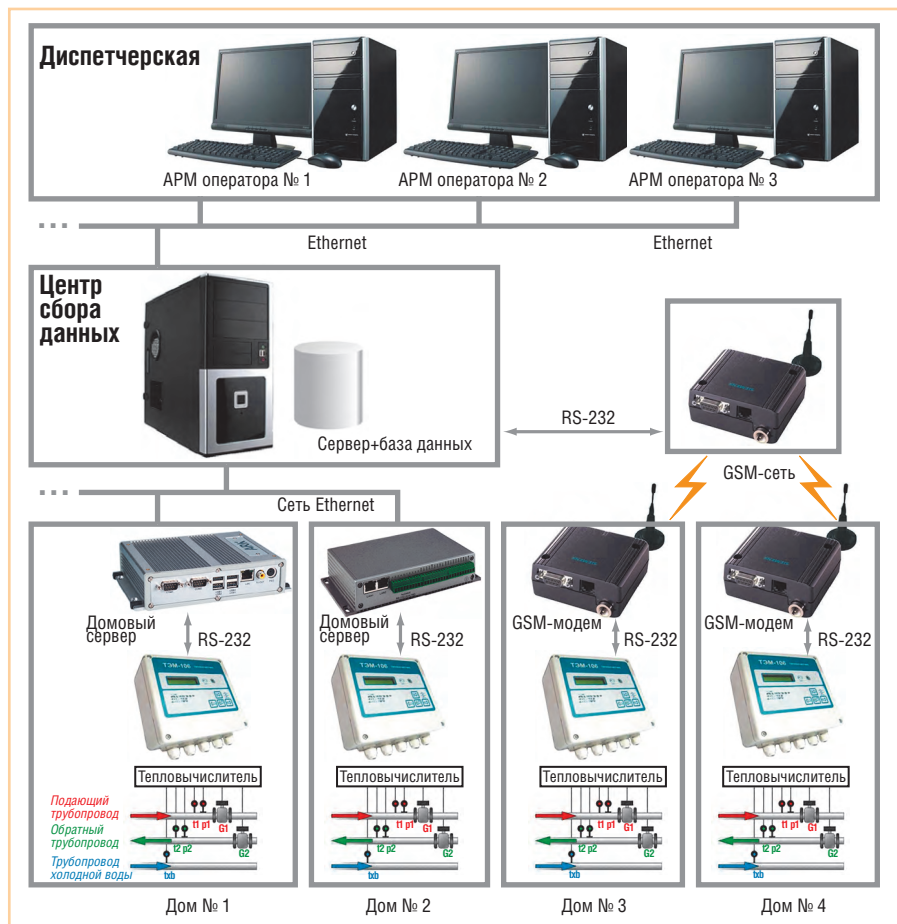 Диспетчерская
АРМ оператора № 1
АРМ оператора № 2
АРМ оператора № 3
...
Ethernet
Ethernet
Центр
сбора
данных
Сервер+база данных
RS-232
GSM-сеть
...
Сеть Ethernet
Домовый
сервер
RS-232
Домовый
сервер
RS-232
GSM-модем
RS-232
GSM-модем
RS-232
ТЭМ-106
ТЭМ-106
ТЭМ-106
ТЭМ-106
Тепловычислитель
Тепловычислитель
Тепловычислитель
Тепловычислитель
Подающий
трубопровод
t1 p1 G1
t1 p1 G1
t1 p1 G1
t1 p1 G1
Обратный
трубопровод
t2 p2 G2
t2 p2 G2
t2 p2 G2
t2 p2 G2
Трубопровод
холодной воды
txb
txb
txb
txb
Дом № 1
Дом № 2
Дом № 3
Дом № 4